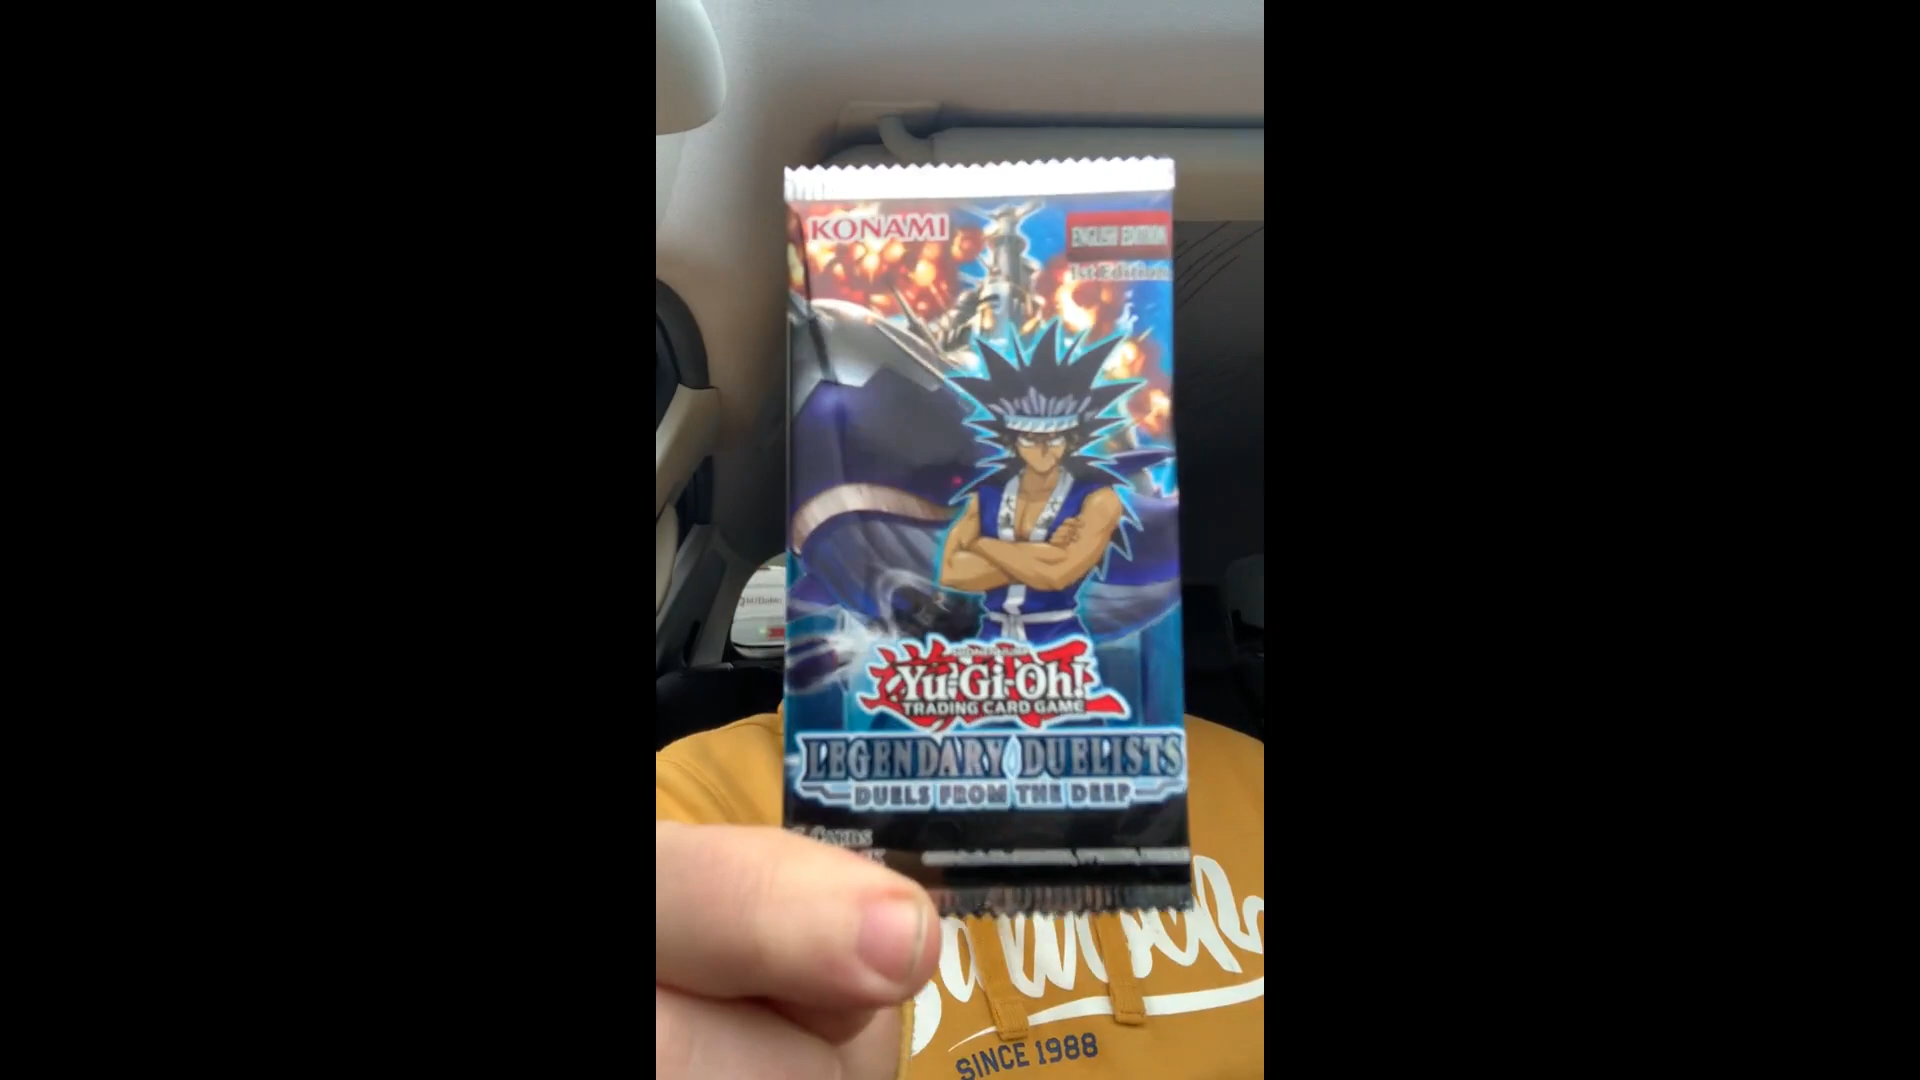 KONAMI
ENGLISH EDITION
1st Edition
Yu-Gi-Oh!
TRADING CARD GAME
LEGENDARY DUELISTS
DUELS FROM THE DEEP
CARDS
SINCE 1988